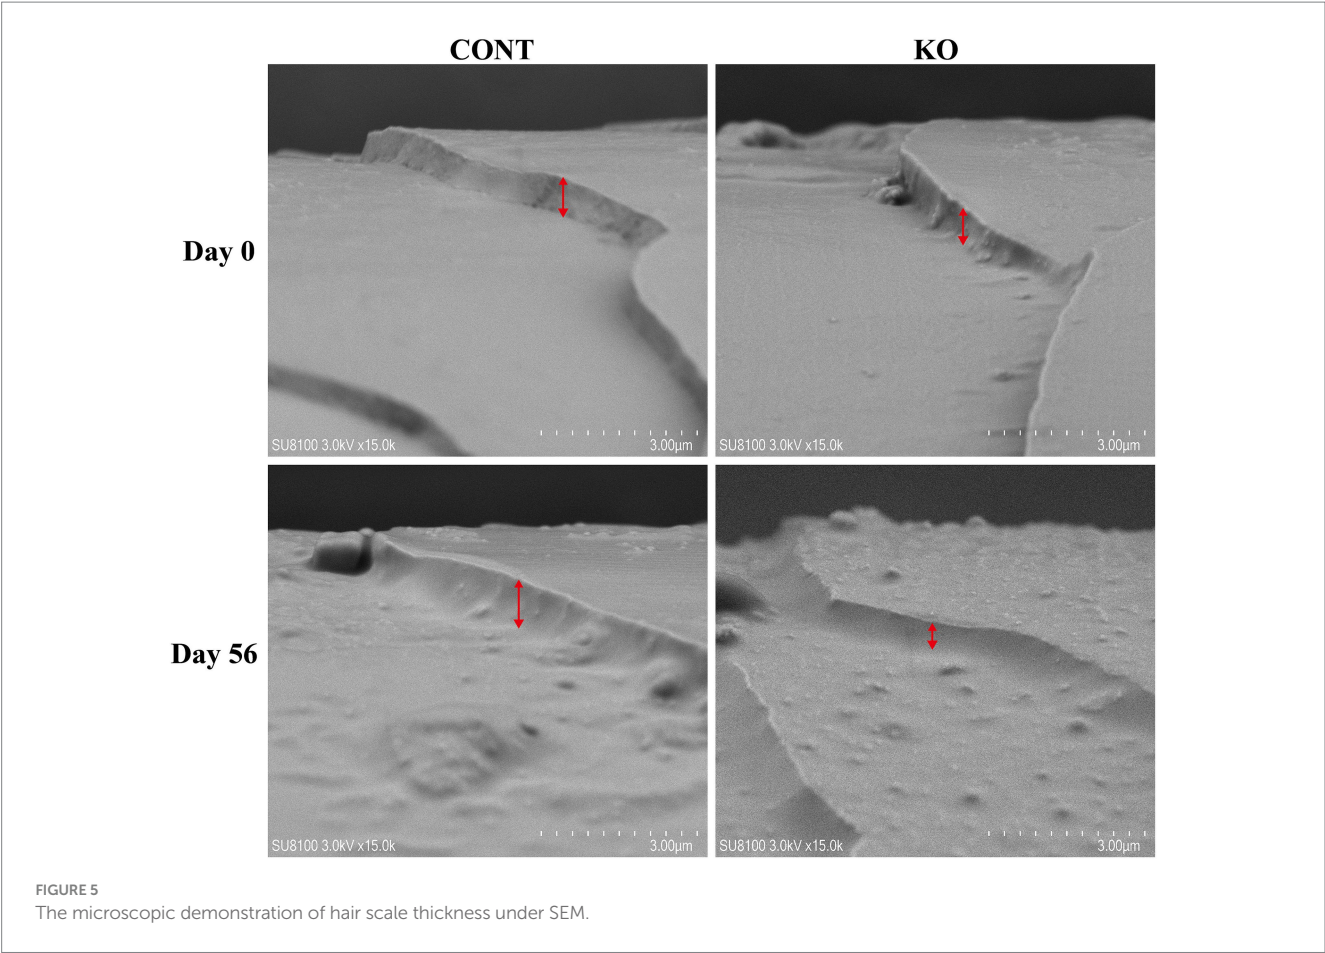 CONT
KO
Day 0
SU8100 3.0kV x15.0k
3.00µm
SU8100 3.0kV x15.0k
3.00µm
Day 56
SU8100 3.0kV x15.0k
3.00µm
SU8100 3.0kV x15.0k
3.00µm
FIGURE 5
The microscopic demonstration of hair scale thickness under SEM.